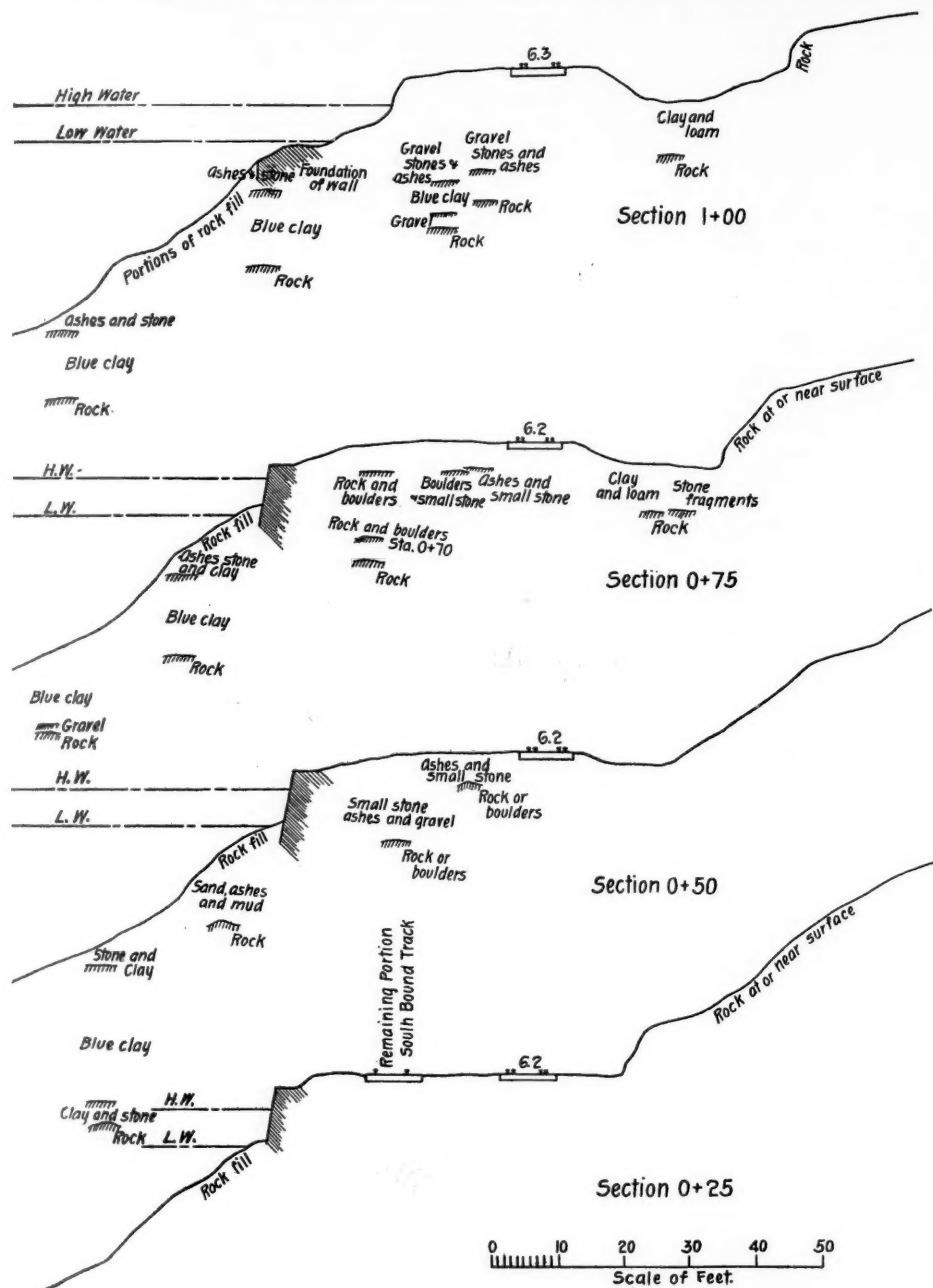 6.3
Rock
High Water
Low Water
Clay and
loam
Rock
Gravel
stones &
ashes
Gravel
stones and
ashes
Blue clay
Rock
Gravel
Rock
Section 1+00
Ashes & stone
Foundation
of wall
Blue clay
Rock
Portions of rock fill
Ashes and stone
Blue clay
Rock.
Rock at or near surface
6.2
H.W.-
L.W.
Rock and
boulders
Boulders
& small stone
Ashes and
small stone
Clay
and loam
Stone
fragments
Rock
Rock and boulders
Sta. 0+70
Rock
Section 0+75
Rock fill
Ashes stone
and clay
Blue clay
Rock
Blue clay
Gravel
Rock
6.2
H.W.
L.W.
Ashes and
small stone
Rock or
boulders
Small stone
ashes and gravel
Rock or
boulders
Section 0+50
Rock fill
Sand, ashes
and mud
Rock
Stone and
Clay
Blue clay
Clay and stone
Rock
Remaining Portion
South Bound Track
Rock at or near surface
6.2
H.W.
L.W.
Rock fill
Section 0+25
0 10 20 30 40 50
Scale of Feet.